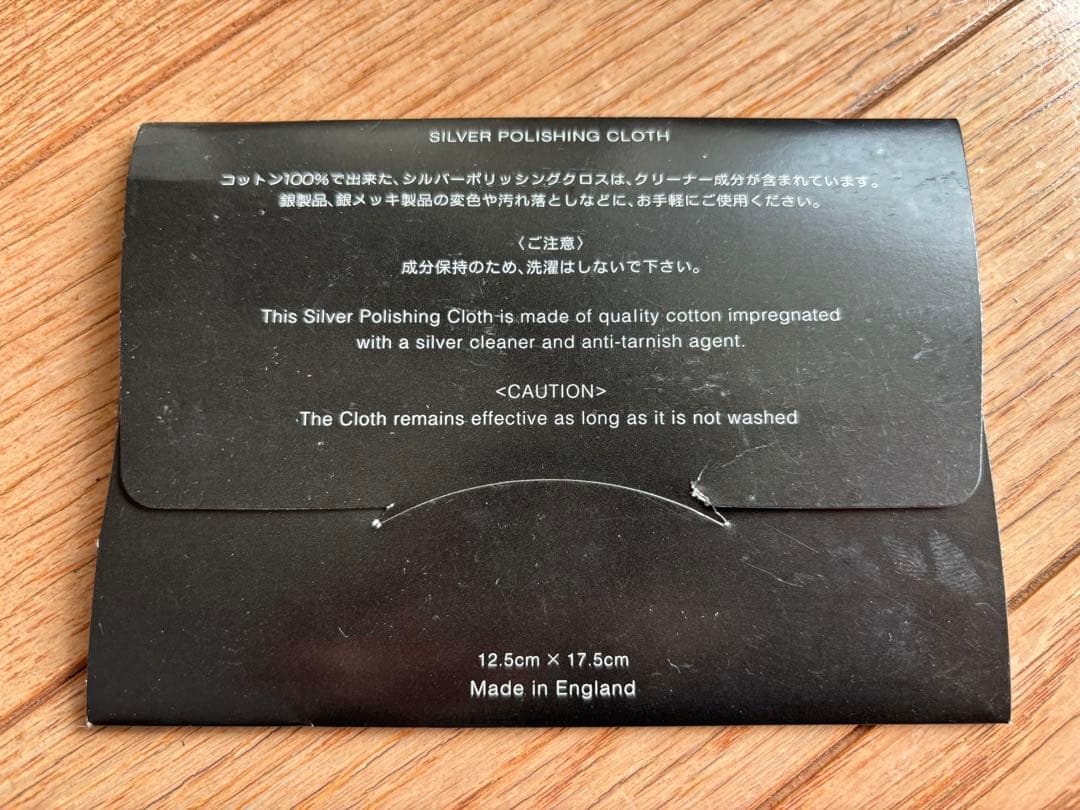 SILVER POLISHING CLOTH
コットン100%で出来た、シルバーポリッシングクロスは、クリーナー成分が含まれています。
銀製品、銀メッキ製品の変色や汚れ落としなどに、お手軽にご使用ください。
〈ご注意〉
成分保持のため、洗濯はしないで下さい。
This Silver Polishing Cloth is made of quality cotton impregnated
with a silver cleaner and anti-tarnish agent.
<CAUTION>
The Cloth remains effective as long as it is not washed
12.5cm × 17.5cm
Made in England